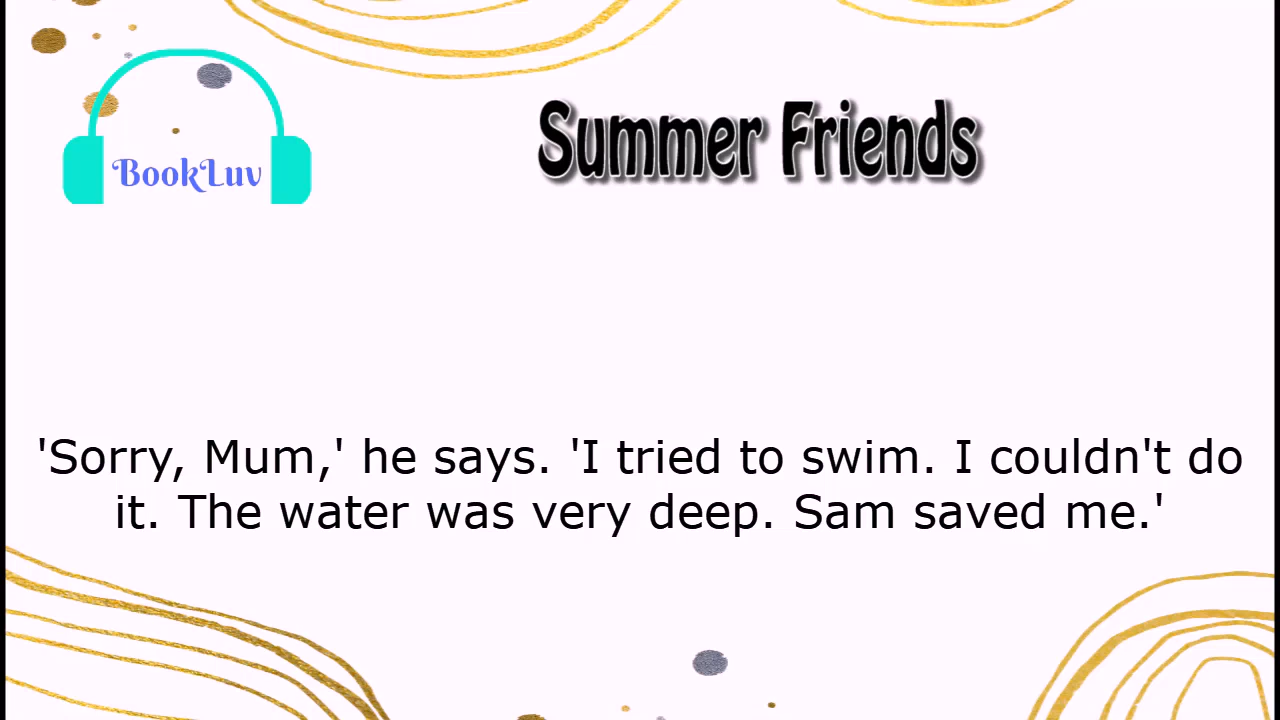 Summer Friends
BookLuv
'Sorry, Mum,' he says. 'I tried to swim. I couldn't do
it. The water was very deep. Sam saved me.'